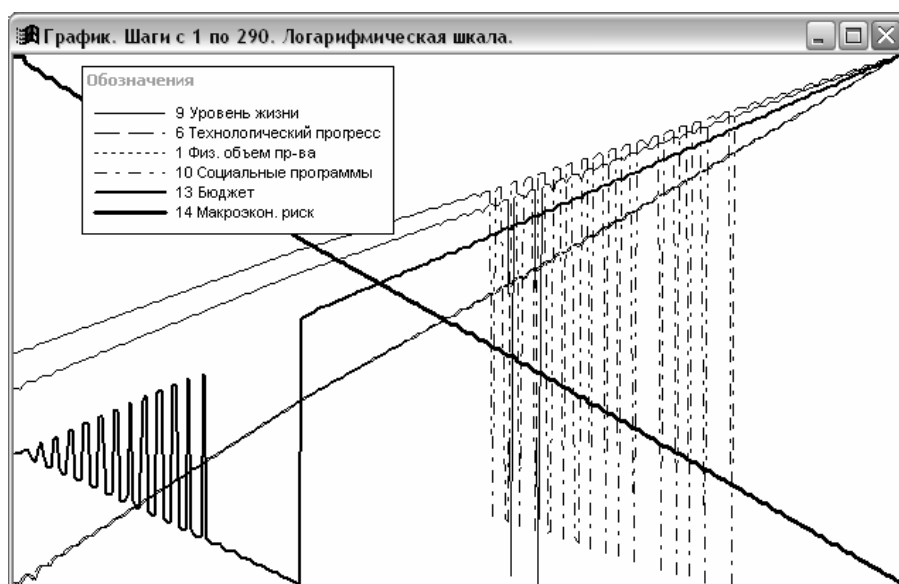 График. Шаги с 1 по 290. Логарифмическая шкала.
Обозначения
9 Уровень жизни
6 Технологический прогресс
1 Физ. объем пр-ва
10 Социальные программы
13 Бюджет
14 Макроэкон. риск